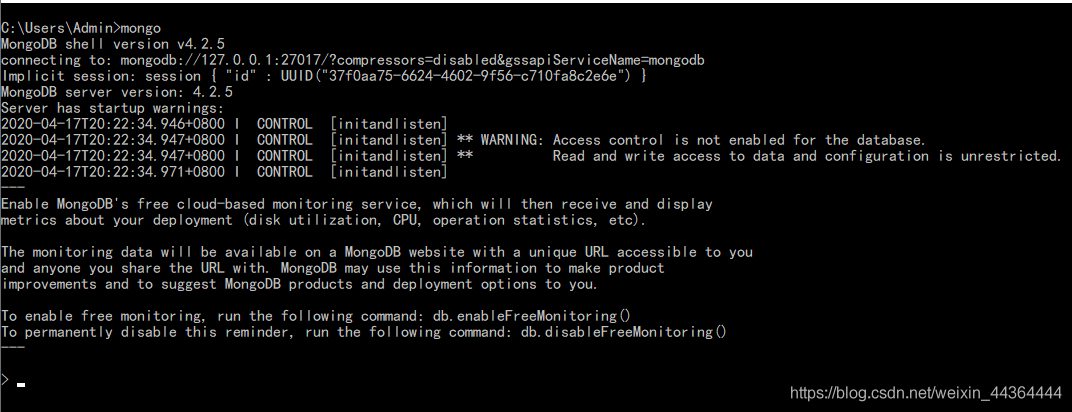 C:\Users\Admin>mongo
MongoDB shell version v4.2.5
connecting to: mongodb://127.0.0.1:27017/?compressors=disabled&gssapiServiceName=mongodb
Implicit session: session { "id" : UUID("37f0aa75-6624-4602-9f56-c710fa8c2e6e") }
MongoDB server version: 4.2.5
Server has startup warnings:
2020-04-17T20:22:34.946+0800 I  CONTROL  [initandlisten]
2020-04-17T20:22:34.947+0800 I  CONTROL  [initandlisten] ** WARNING: Access control is not enabled for the database.
2020-04-17T20:22:34.947+0800 I  CONTROL  [initandlisten] **          Read and write access to data and configuration is unrestricted.
2020-04-17T20:22:34.971+0800 I  CONTROL  [initandlisten]
---
Enable MongoDB's free cloud-based monitoring service, which will then receive and display
metrics about your deployment (disk utilization, CPU, operation statistics, etc).

The monitoring data will be available on a MongoDB website with a unique URL accessible to you
and anyone you share the URL with. MongoDB may use this information to make product
improvements and to suggest MongoDB products and deployment options to you.

To enable free monitoring, run the following command: db.enableFreeMonitoring()
To permanently disable this reminder, run the following command: db.disableFreeMonitoring()
---

>
https://blog.csdn.net/weixin_44364444